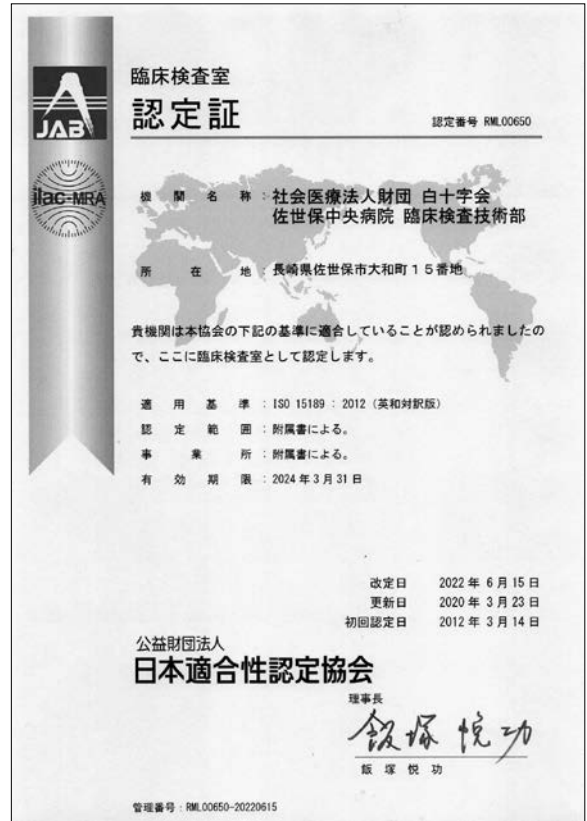 JAB
ilac-MRA
臨床検査室
認定証
認定番号 RML00650
機関名称：社会医療法人財団 白十字会
佐世保中央病院 臨床検査技術部
所在地：長崎県佐世保市大和町１５番地
貴機関は本協会の下記の基準に適合していることが認められましたの
で、ここに臨床検査室として認定します。
適用基準：ISO 15189：2012（英和対訳版）
認定範囲：附属書による。
事業所：附属書による。
有効期限：2024年3月31日
改定日 2022年 6月15日
更新日 2020年 3月23日
初回認定日 2012年 3月14日
公益財団法人
日本適合性認定協会
理事長
飯塚悦功
飯塚悦功
管理番号：RML00650-20220615